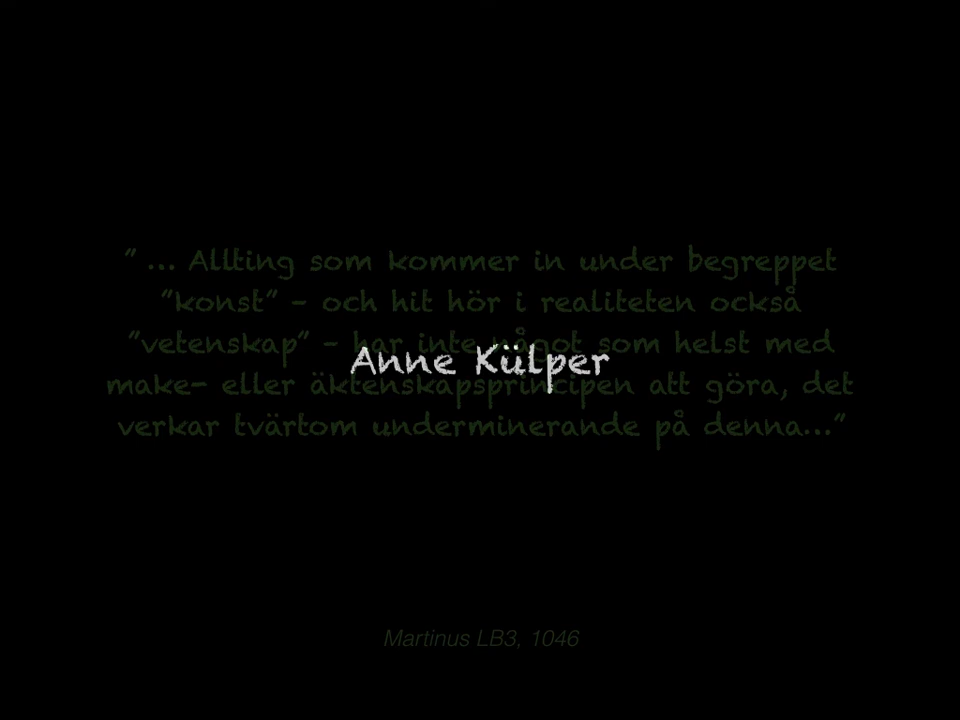 ” … Allting som kommer in under begreppet
”konst” – och hit hör i realiteten också
”vetenskap” – har inte något som helst med
Anne Külper
make- eller äktenskapsprincipen att göra, det
verkar tvärtom underminerande på denna…”
Martinus LB3, 1046